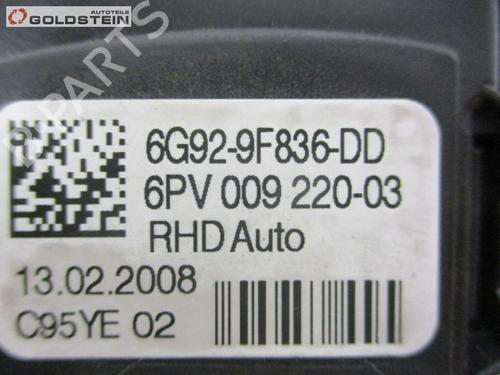 AUTOTEILE
GOLDSTEIN
B-PARTS
6G92-9F836-DD
6PV 009 220-03
RHD Auto
13.02.2008
C95YE 02